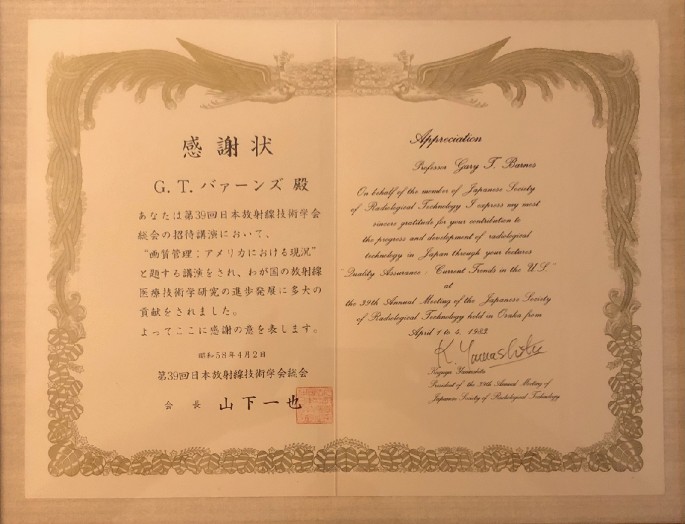 感謝状
G. T. バァーンズ 殿
あなたは第39回日本放射線技術学会
総会の招待講演において、
“画質管理：アメリカにおける現況”
と題する講演をされ、わが国の放射線
医療技術学研究の進歩発展に多大の
貢献をされました。
よってここに感謝の意を表します。
昭和58年4月2日
第39回日本放射線技術学会総会
会 長 山下一也
Appreciation
Professor Gary T. Barnes
On behalf of the member of Japanese Society
of Radiological Technology I express my most
sincere gratitude for your contribution to
the progress and development of radiological
technology in Japan through your lectures
"Quality Assurance : Current Trends in the U.S."
at
the 39th Annual Meeting of the Japanese Society
of Radiological Technology held in Osaka from
April 1 to 4, 1983
K. Yamashita
Yamashita
President of the 39th Annual Meeting of
Japanese Society of Radiological Technology